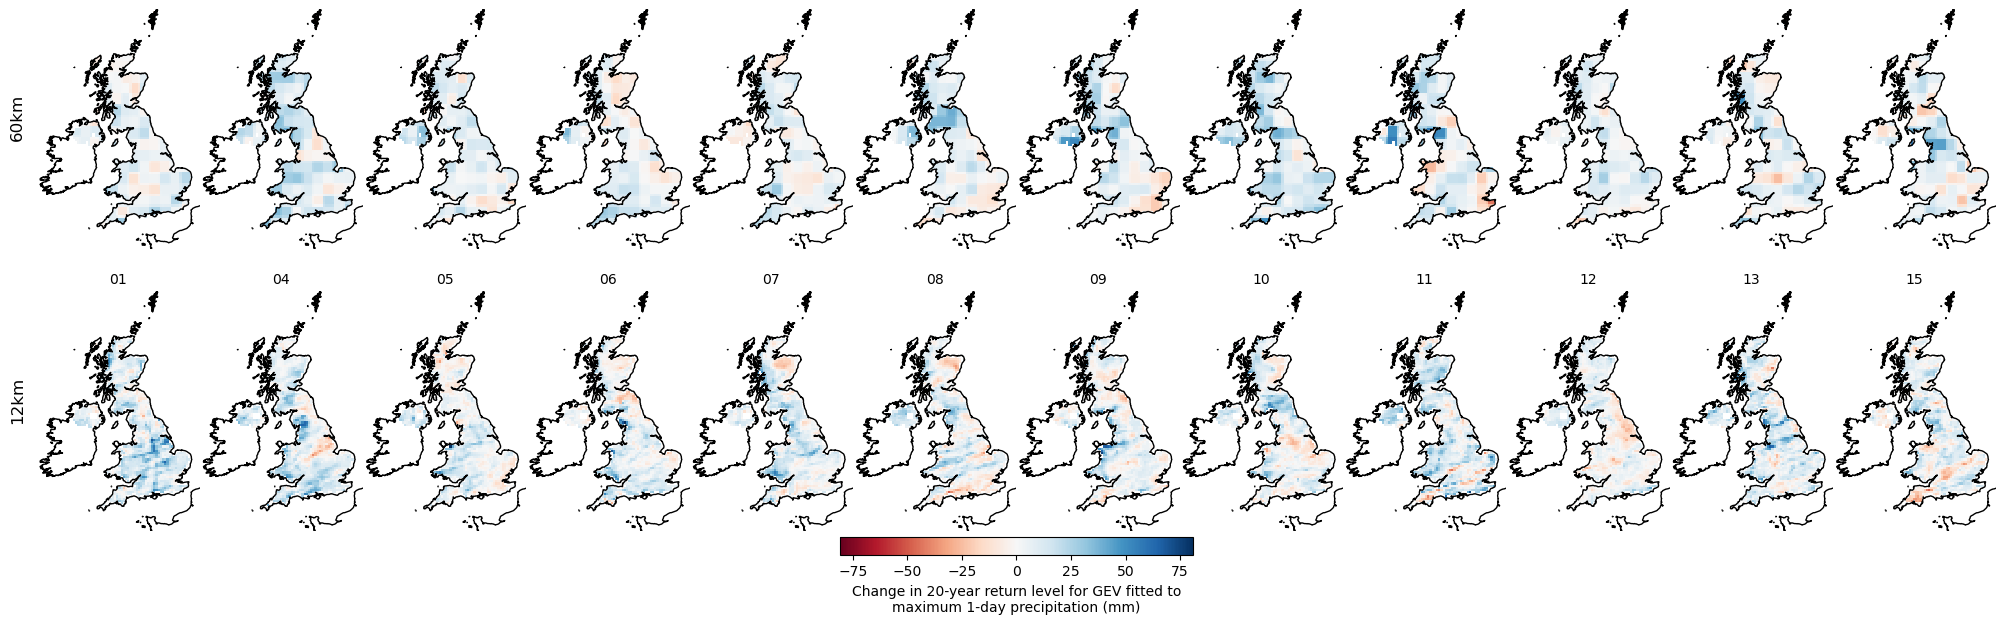 60km
01 04 05 06 07 08 09 10 11 12 13 15
12km
−75 −50 −25 0 25 50 75
Change in 20-year return level for GEV fitted to
maximum 1-day precipitation (mm)